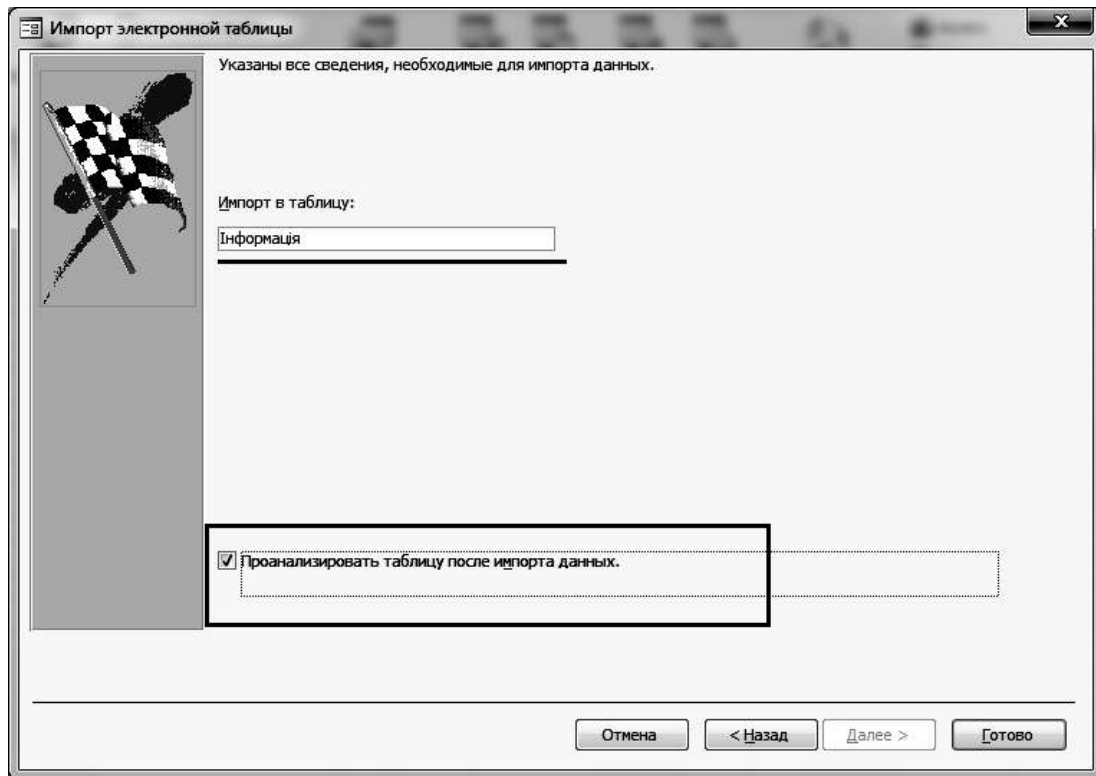 Импорт электронной таблицы
Указаны все сведения, необходимые для импорта данных.
Импорт в таблицу:
Інформація
Проанализировать таблицу после импорта данных.
Отмена
< Назад
Далее >
Готово